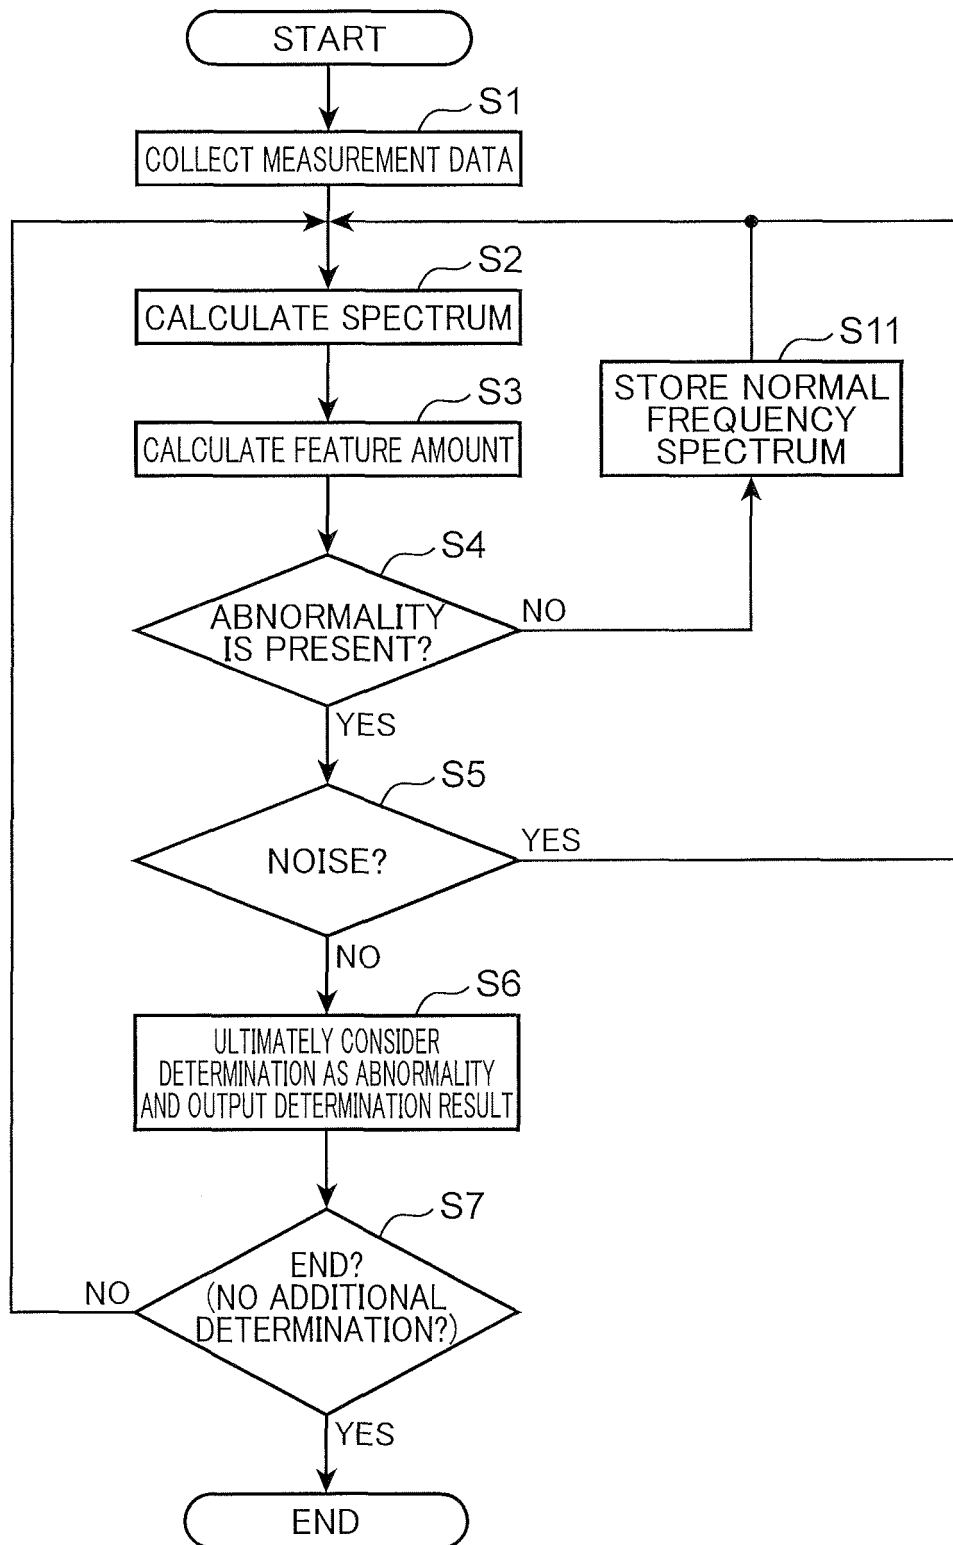 START
S1
COLLECT MEASUREMENT DATA
S2
CALCULATE SPECTRUM
S11
STORE NORMAL
FREQUENCY
SPECTRUM
S3
CALCULATE FEATURE AMOUNT
S4
ABNORMALITY
IS PRESENT?
NO
YES
S5
NOISE?
YES
NO
S6
ULTIMATELY CONSIDER
DETERMINATION AS ABNORMALITY
AND OUTPUT DETERMINATION RESULT
S7
END?
(NO ADDITIONAL
DETERMINATION?)
NO
YES
END